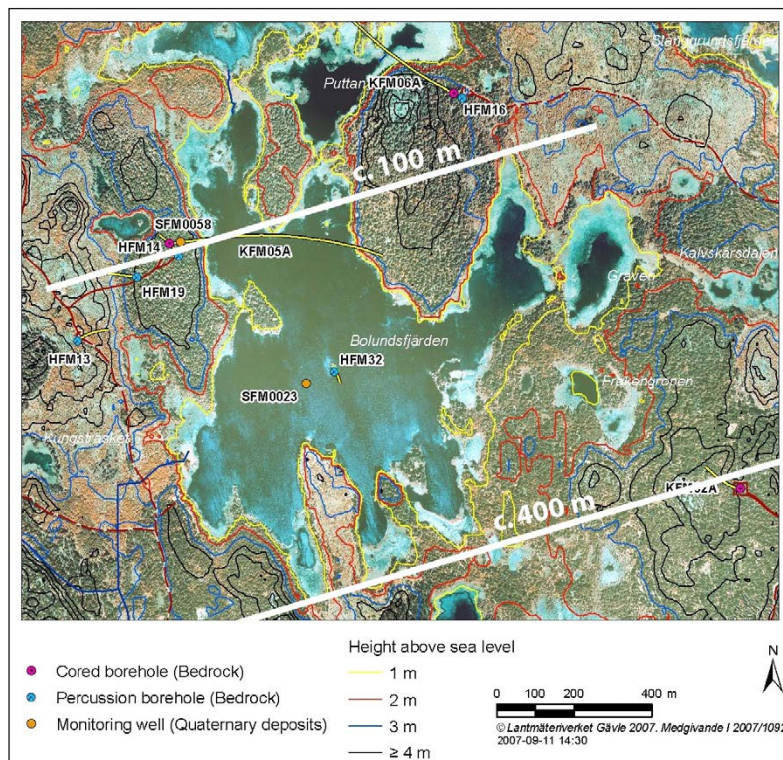 Stånggrundsfjärden
Puttan
KFM06A
HFM16
c. 100 m
SFM0058
HFM14
KFM05A
Kalvskärsdalen
Graven
HFM19
Bolundsfjärden
HFM13
HFM32
Fräkengropen
SFM0023
Kungsträsket
KFM02A
c. 400 m
Height above sea level
N
Cored borehole (Bedrock)
1 m
Percussion borehole (Bedrock)
2 m
Monitoring well (Quaternary deposits)
3 m
≥ 4 m
0 100 200 400 m
© Lantmäteriverket Gävle 2007. Medgivande I 2007/1092
2007-09-11 14:30